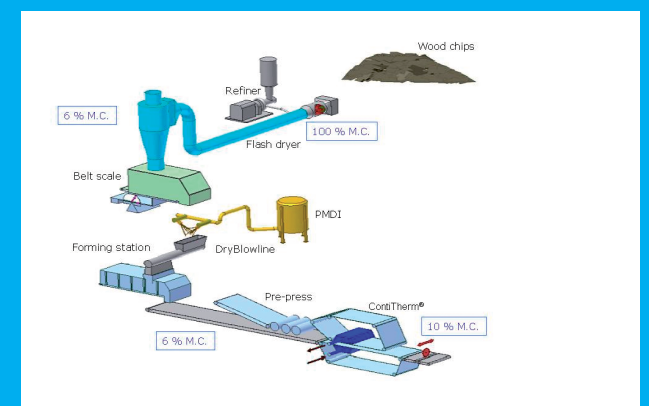 Wood chips
Refiner
6 % M.C.
100 % M.C.
Flash dryer
Belt scale
PMDI
Forming station
DryBlowline
Pre-press
ContiTherm®
10 % M.C.
6 % M.C.